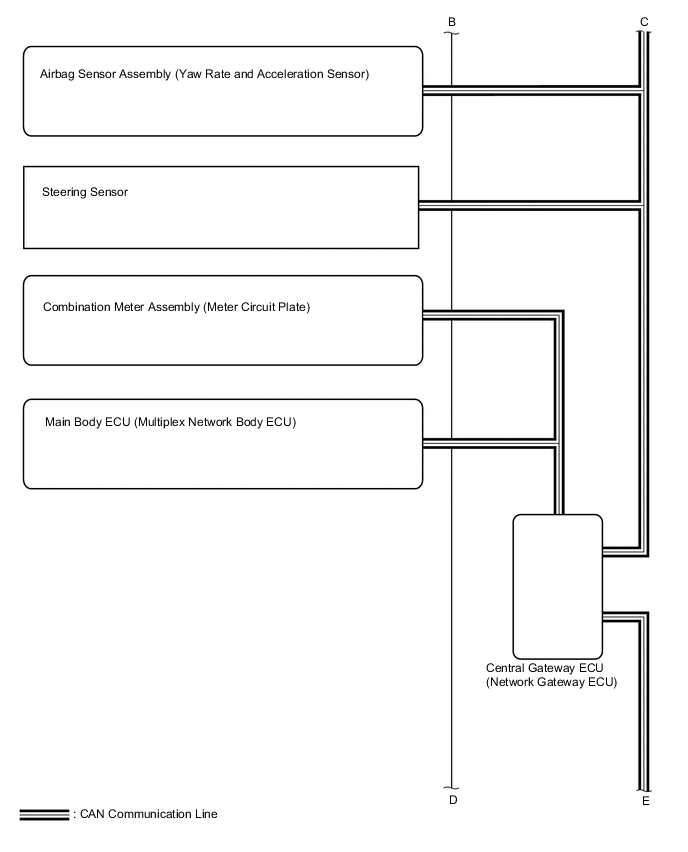 B
C
Airbag Sensor Assembly (Yaw Rate and Acceleration Sensor)
Steering Sensor
Combination Meter Assembly (Meter Circuit Plate)
Main Body ECU (Multiplex Network Body ECU)
Central Gateway ECU
(Network Gateway ECU)
D
E
: CAN Communication Line